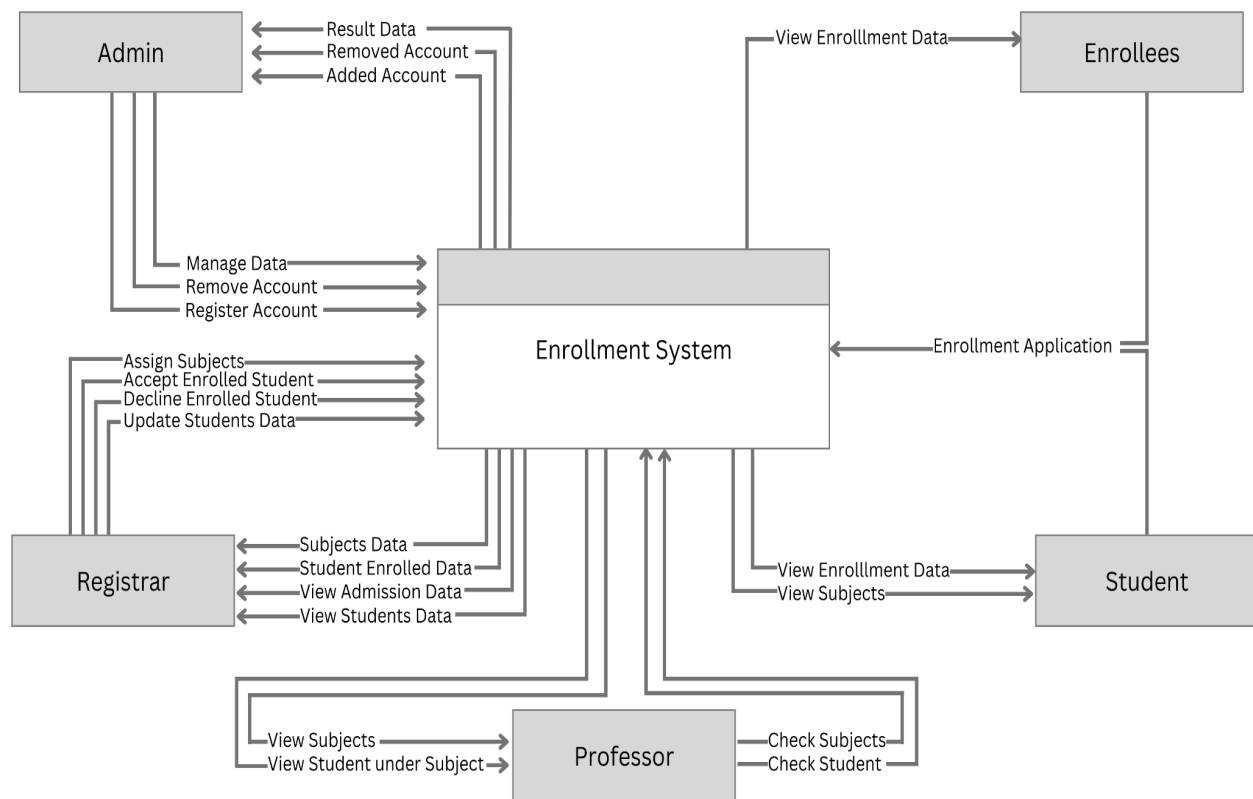 Admin
Result Data
Removed Account
Added Account
View Enrolllment Data
Enrollees
Manage Data
Remove Account
Register Account
Enrollment System
Enrollment Application
Assign Subjects
Accept Enrolled Student
Decline Enrolled Student
Update Students Data
Registrar
Subjects Data
Student Enrolled Data
View Admission Data
View Students Data
View Enrolllment Data
View Subjects
Student
View Subjects
View Student under Subject
Professor
Check Subjects
Check Student